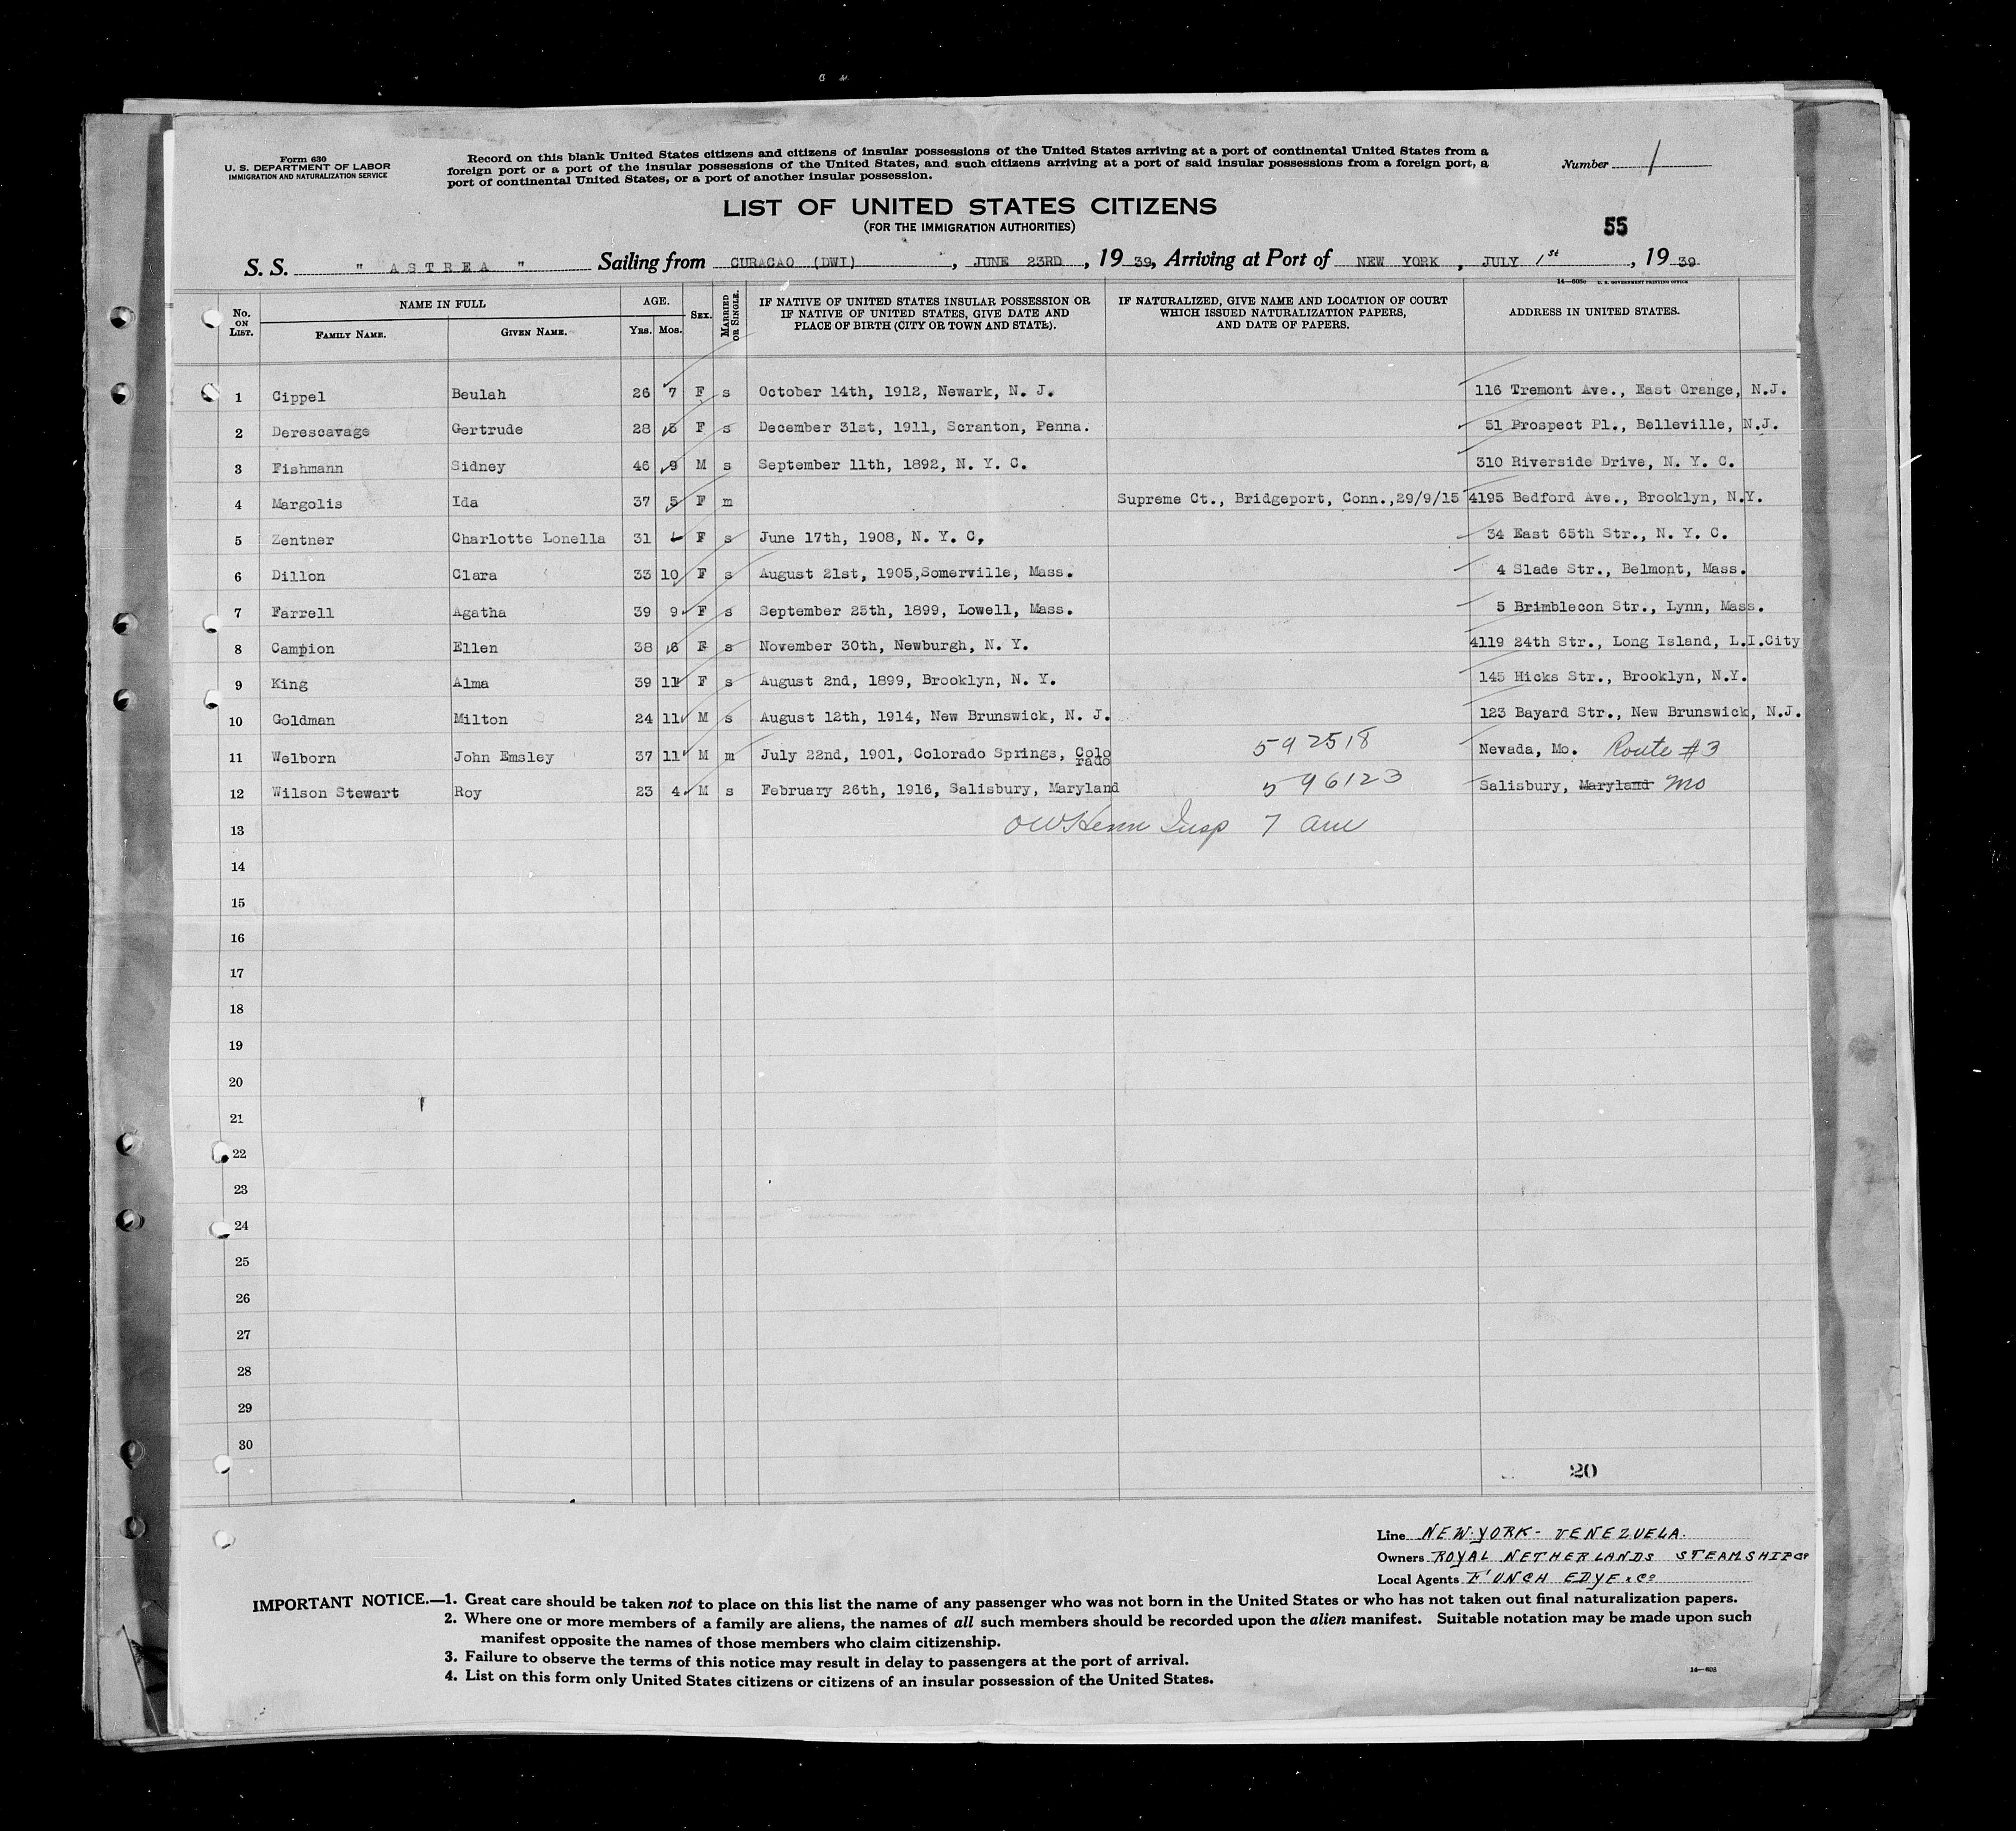 Form 630
U. S. DEPARTMENT OF LABOR
IMMIGRATION AND NATURALIZATION SERVICE
Record on this blank United States citizens and citizens of insular possessions of the United States arriving at a port of continental United States from a
foreign port or a port of the insular possessions of the United States, and such citizens arriving at a port of said insular possessions from a foreign port, a
port of continental United States, or a port of another insular possession.
Number 1
LIST OF UNITED STATES CITIZENS
(FOR THE IMMIGRATION AUTHORITIES)
55
S. S. " ASTREA " Sailing from CURACAO (DWI) , JUNE 23RD , 19 39, Arriving at Port of NEW YORK , JULY 1st , 19 39
14—608c U. S. GOVERNMENT PRINTING OFFICE
No. ON LIST. NAME IN FULL FAMILY NAME. GIVEN NAME. AGE. Yrs. Mos. SEX. MARRIED OR SINGLE. IF NATIVE OF UNITED STATES INSULAR POSSESSION OR IF NATIVE OF UNITED STATES, GIVE DATE AND PLACE OF BIRTH (CITY OR TOWN AND STATE). IF NATURALIZED, GIVE NAME AND LOCATION OF COURT WHICH ISSUED NATURALIZATION PAPERS, AND DATE OF PAPERS. ADDRESS IN UNITED STATES.
1 Cippel Beulah 26 7 F s October 14th, 1912, Newark, N. J. 116 Tremont Ave., East Orange, N.J.
2 Derescavage Gertrude 28 5 F s December 31st, 1911, Scranton, Penna. 51 Prospect Pl., Belleville, N.J.
3 Fishmann Sidney 46 9 M s September 11th, 1892, N. Y. C. 310 Riverside Drive, N. Y. C.
4 Margolis Ida 37 5 F m Supreme Ct., Bridgeport, Conn.,29/9/15 4195 Bedford Ave., Brooklyn, N.Y.
5 Zentner Charlotte Lonella 31 F s June 17th, 1908, N. Y. C, 34 East 65th Str., N. Y. C.
6 Dillon Clara 33 10 F s August 21st, 1905,Somerville, Mass. 4 Slade Str., Belmont, Mass.
7 Farrell Agatha 39 9 F s September 25th, 1899, Lowell, Mass. 5 Brimblecon Str., Lynn, Mass.
8 Campion Ellen 38 6 F s November 30th, Newburgh, N. Y. 4119 24th Str., Long Island, L.I.City
9 King Alma 39 11 F s August 2nd, 1899, Brooklyn, N. Y. 145 Hicks Str., Brooklyn, N.Y.
10 Goldman Milton 24 11 M s August 12th, 1914, New Brunswick, N. J. 123 Bayard Str., New Brunswick, N.J.
11 Welborn John Emsley 37 11 M m July 22nd, 1901, Colorado Springs, Colo rado 592518 Nevada, Mo. Route #3
12 Wilson Stewart Roy 23 4 M s February 26th, 1916, Salisbury, Maryland 596123 Salisbury, Maryland Mo
13 Insp 7 am
14
15
16
17
18
19
20
21
22
23
24
25
26
27
28
29
30
20
Line NEW-YORK- VENEZUELA.
Owners ROYAL NETHERLANDS STEAMSHIP Co
Local Agents FUNCH EDYE & Co
IMPORTANT NOTICE.—1. Great care should be taken not to place on this list the name of any passenger who was not born in the United States or who has not taken out final naturalization papers.
2. Where one or more members of a family are aliens, the names of all such members should be recorded upon the alien manifest. Suitable notation may be made upon such
manifest opposite the names of those members who claim citizenship.
3. Failure to observe the terms of this notice may result in delay to passengers at the port of arrival.
4. List on this form only United States citizens or citizens of an insular possession of the United States.
14—608